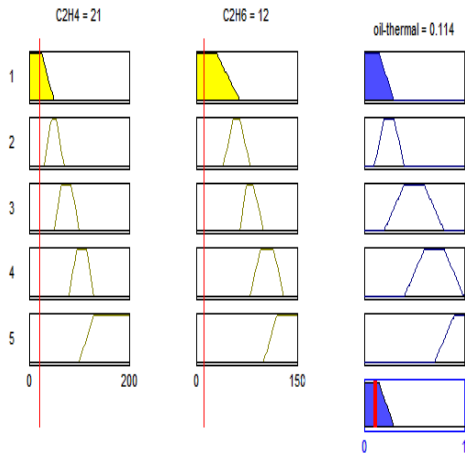 C2H4 = 21
C2H6 = 12
oil-thermal = 0.114
1
2
3
4
5
0 200
0 150
0 1